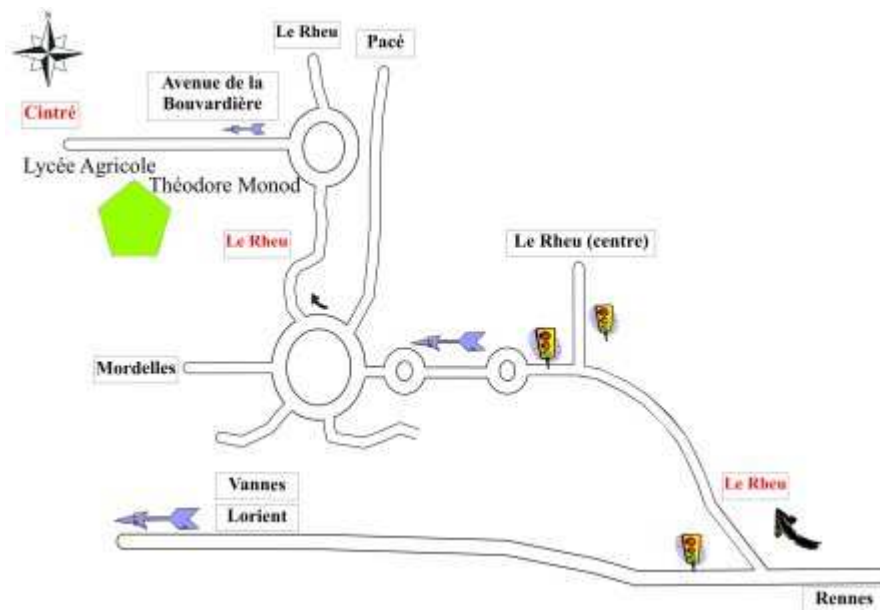 N
Le Rheu
Pacé
Avenue de la
Bouvardière
Cintré
Lycée Agricole
Théodore Monod
Le Rheu
Le Rheu (centre)
Mordelles
Vannes
Lorient
Le Rheu
Rennes